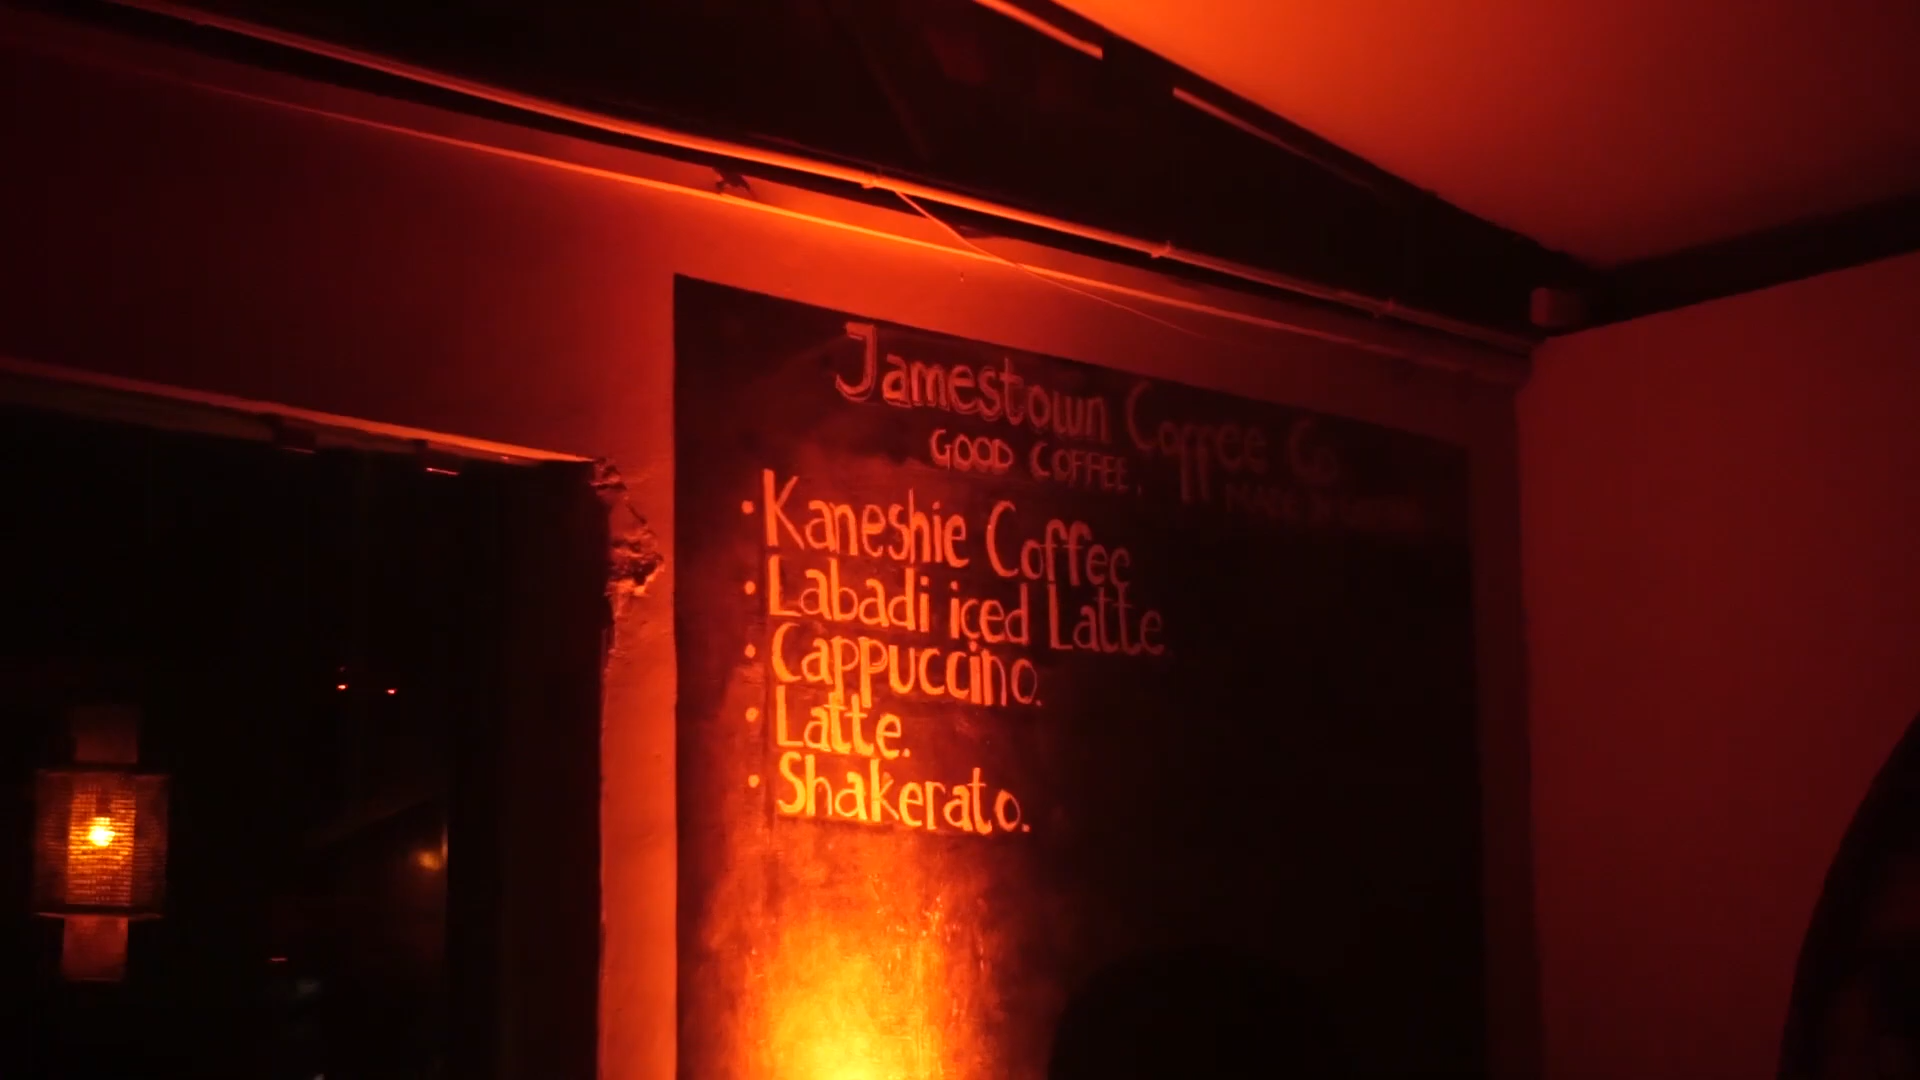 Jamestown Coffee Co.
GOOD COFFEE.
• Kaneshie Coffee
• Labadi iced Latte.
• Cappuccino.
• Latte.
• Shakerato.